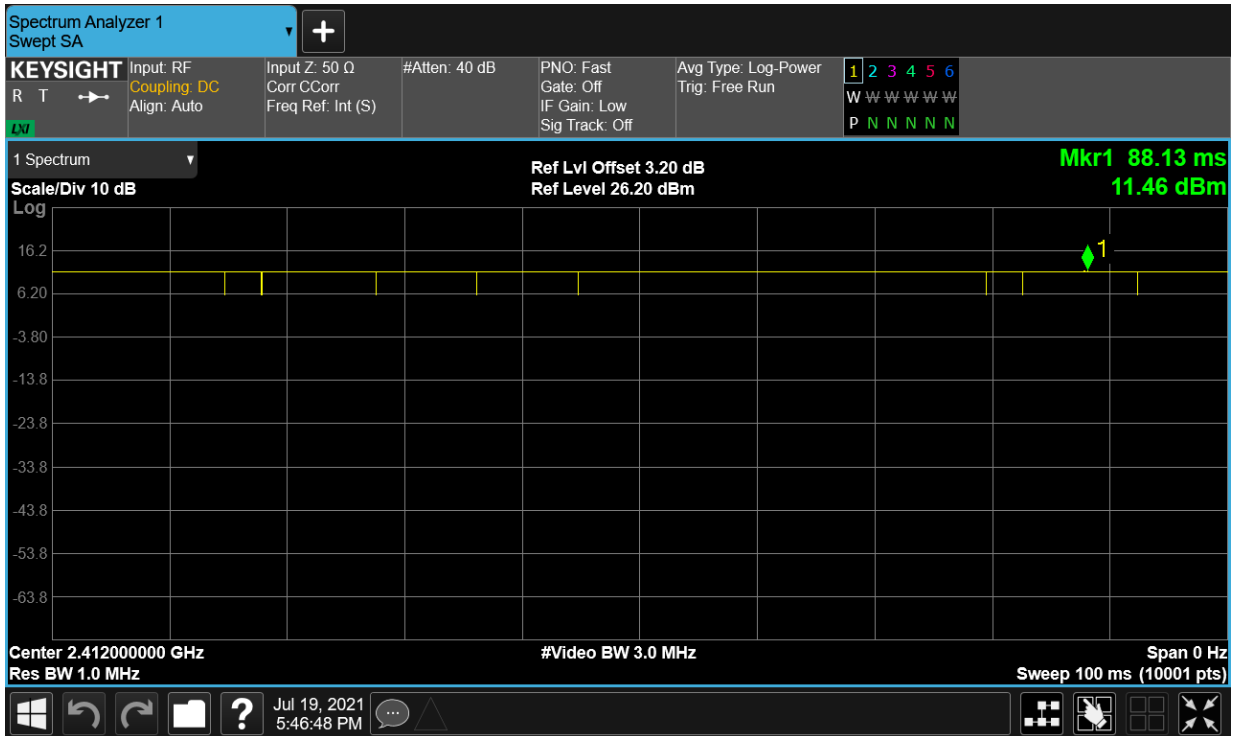 Spectrum Analyzer 1
Swept SA
KEYSIGHT
R T
LXI
Input: RF
Coupling: DC
Align: Auto
Input Z: 50 Ω
Corr CCorr
Freq Ref: Int (S)
#Atten: 40 dB
PNO: Fast
Gate: Off
IF Gain: Low
Sig Track: Off
Avg Type: Log-Power
Trig: Free Run
1 2 3 4 5 6
W W W W W W
P N N N N N
1 Spectrum
Scale/Div 10 dB
Ref Lvl Offset 3.20 dB
Ref Level 26.20 dBm
Mkr1 88.13 ms
11.46 dBm
Log
1
16.2
6.20
-3.80
-13.8
-23.8
-33.8
-43.8
-53.8
-63.8
Center 2.412000000 GHz
#Video BW 3.0 MHz
Span 0 Hz
Res BW 1.0 MHz
Sweep 100 ms (10001 pts)
?
Jul 19, 2021
5:46:48 PM